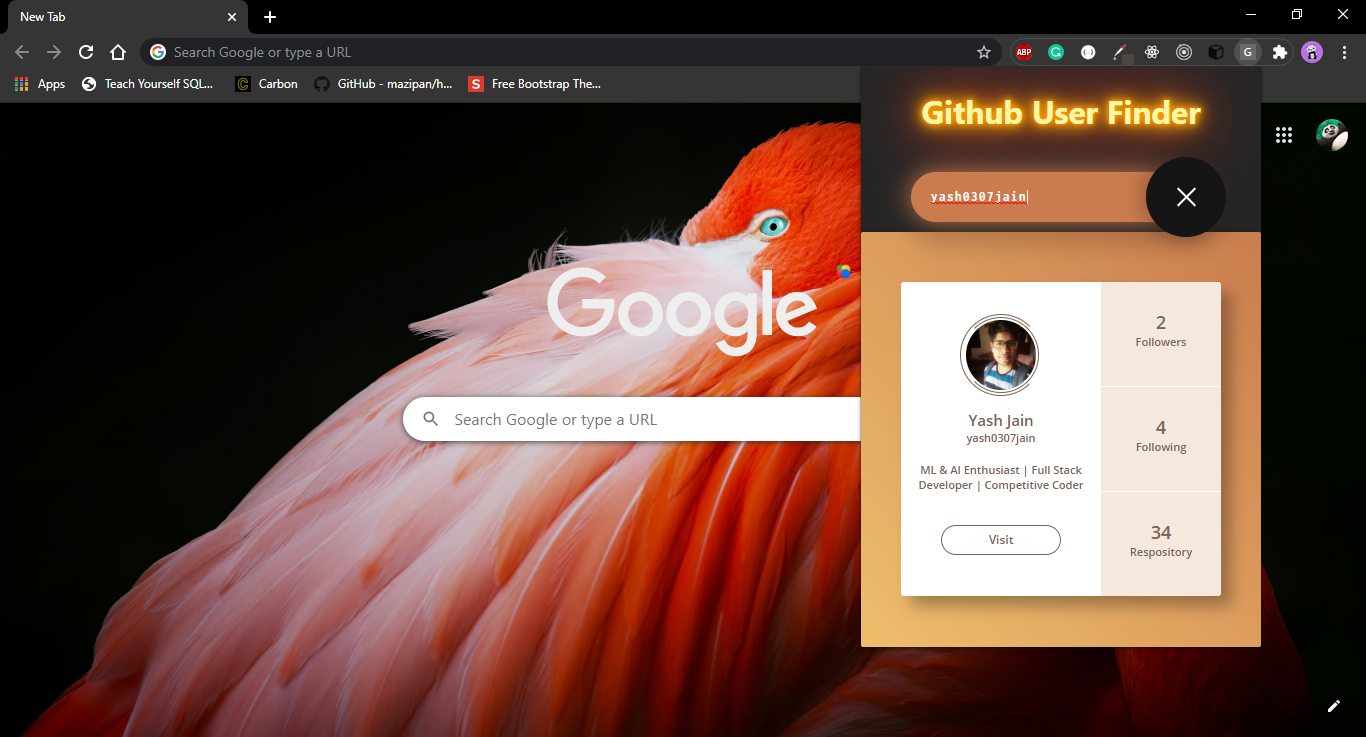 New Tab
Search Google or type a URL
ABP
G
Apps
Teach Yourself SQL...
C
Carbon
GitHub - mazipan/h...
S
Free Bootstrap The...
Github User Finder
yash0307jain
Google
Search Google or type a URL
2
Followers
Yash Jain
yash0307jain
ML & AI Enthusiast | Full Stack
Developer | Competitive Coder
Visit
4
Following
34
Respository